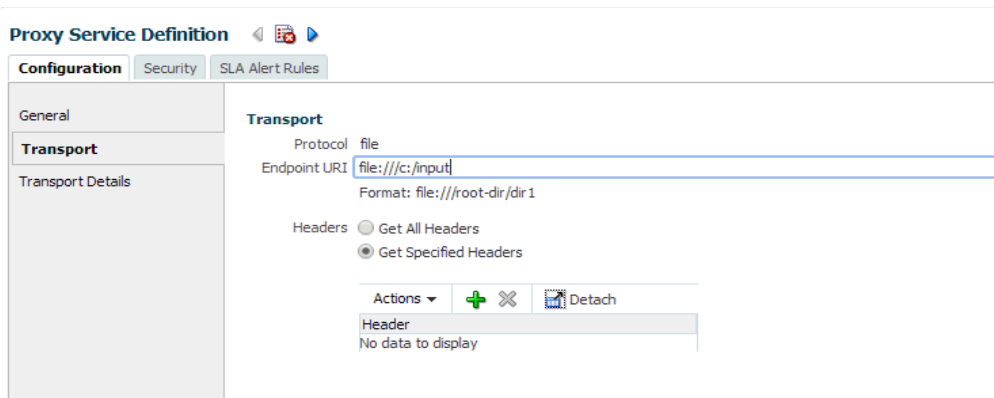 Proxy Service Definition
Configuration Security SLA Alert Rules
General
Transport
Transport Details
Transport
Protocol file
Endpoint URI file:///c:/input
Format: file:///root-dir/dir1
Headers Get All Headers
Get Specified Headers
Actions Detach
Header
No data to display